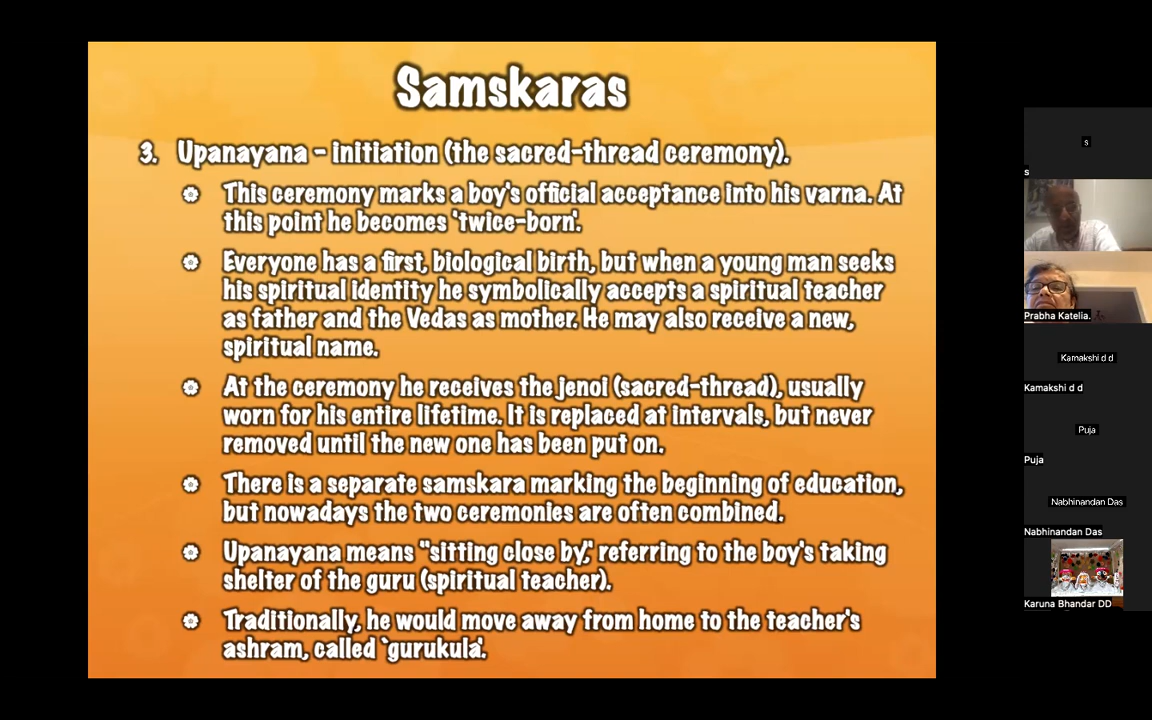 Samskaras
3. Upanayana - initiation (the sacred-thread ceremony).
This ceremony marks a boy's official acceptance into his varna. At
this point he becomes 'twice-born'.
Everyone has a first, biological birth, but when a young man seeks
his spiritual identity he symbolically accepts a spiritual teacher
as father and the Vedas as mother. He may also receive a new,
spiritual name.
At the ceremony he receives the jenoi (sacred-thread), usually
worn for his entire lifetime. It is replaced at intervals, but never
removed until the new one has been put on.
There is a separate samskara marking the beginning of education,
but nowadays the two ceremonies are often combined.
Upanayana means "sitting close by," referring to the boy's taking
shelter of the guru (spiritual teacher).
Traditionally, he would move away from home to the teacher's
ashram, called `gurukula'.
s
s
Prabha Katelia.
Kamakshi d d
Kamakshi d d
Puja
Puja
Nabhinandan Das
Nabhinandan Das
Karuna Bhandar DD